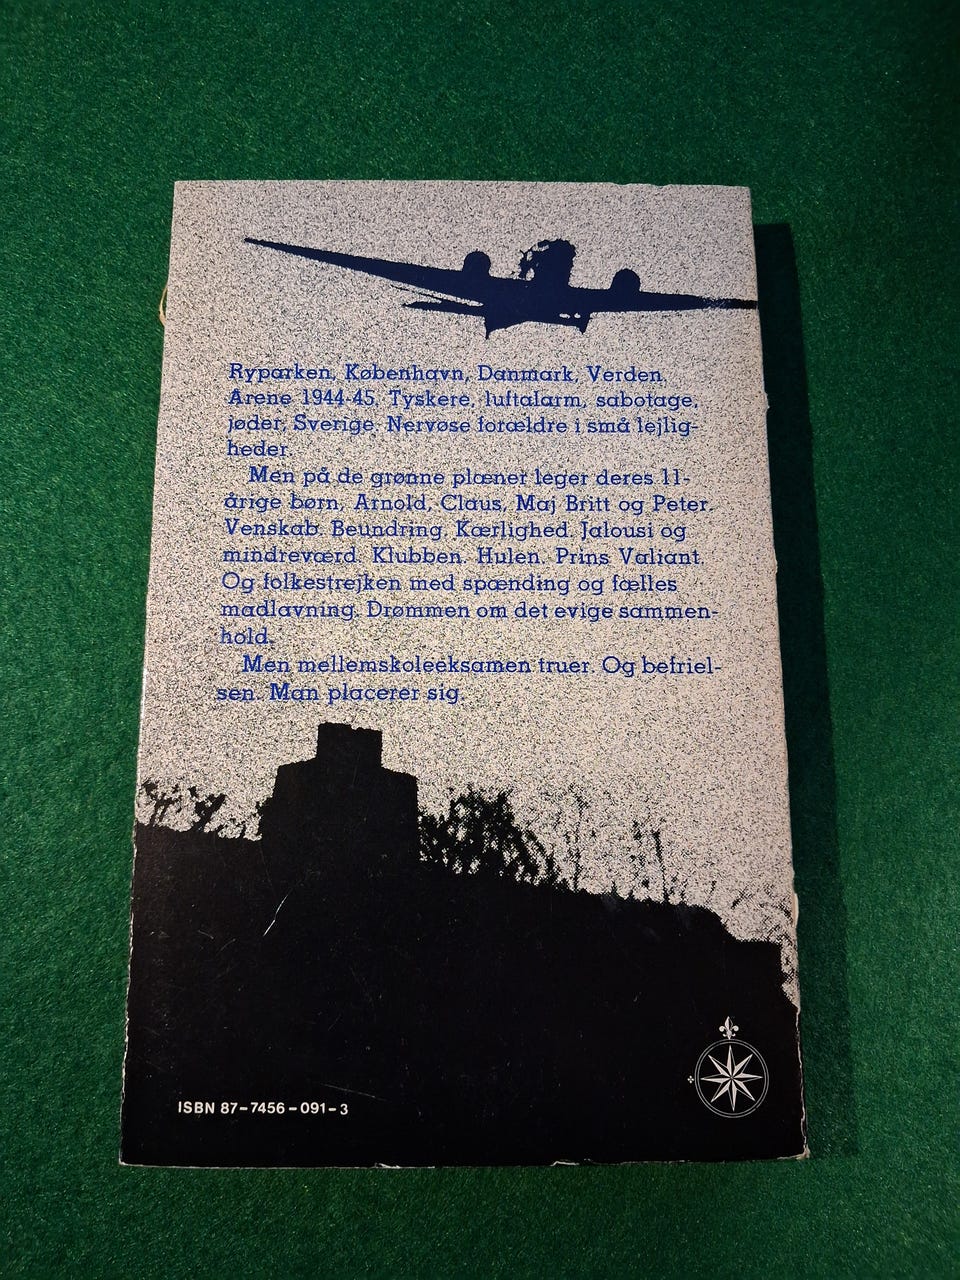 Ryparken, København, Danmark, Verden.
Årene 1944-45. Tyskere, luftalarm, sabotage,
jøder, Sverige. Nervøse forældre i små lejlig-
heder.
Men på de grønne plæner leger deres 11-
årige børn, Arnold, Claus, Maj Britt og Peter.
Venskab. Beundring. Kærlighed. Jalousi og
mindreværd. Klubben. Hulen. Prins Valiant.
Og folkestrejken med spænding og fælles
madlavning. Drømmen om det evige sammen-
hold.
Men mellemskoleeksamen truer. Og befriel-
sen. Man placerer sig.
ISBN 87-7456-091-3